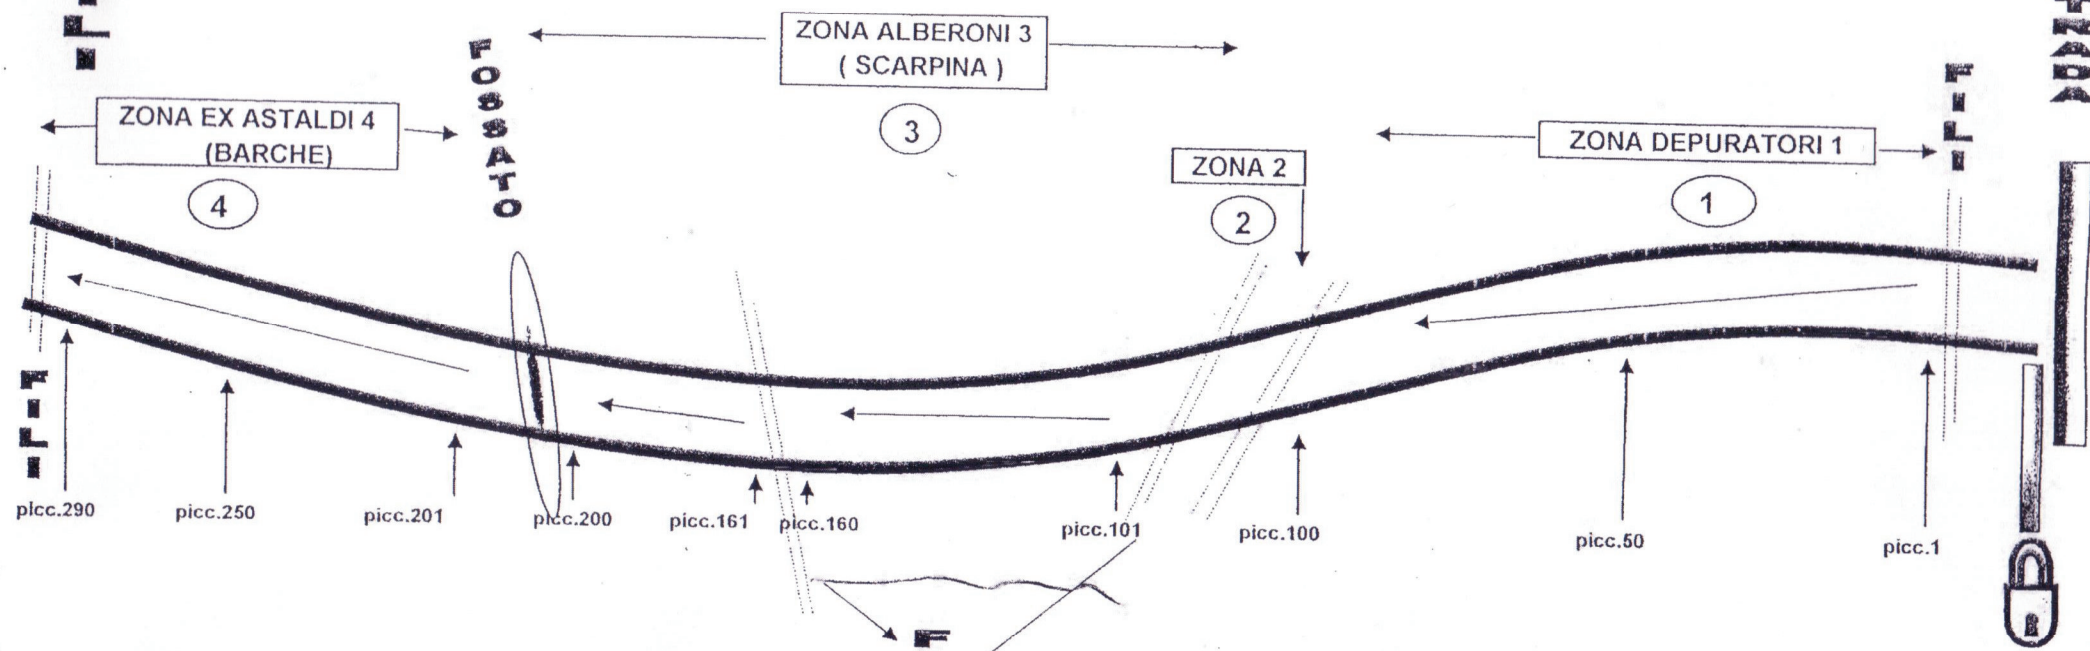 FILI
ZONA ALBERONI 3
( SCARPINA )
3
FOSSATO
ZONA EX ASTALDI 4
(BARCHE)
4
ZONA 2
2
ZONA DEPURATORI 1
1
FILI
FILI
picc.290
picc.250
picc.201
picc.200
picc.161
picc.160
picc.101
picc.100
picc.50
picc.1
F